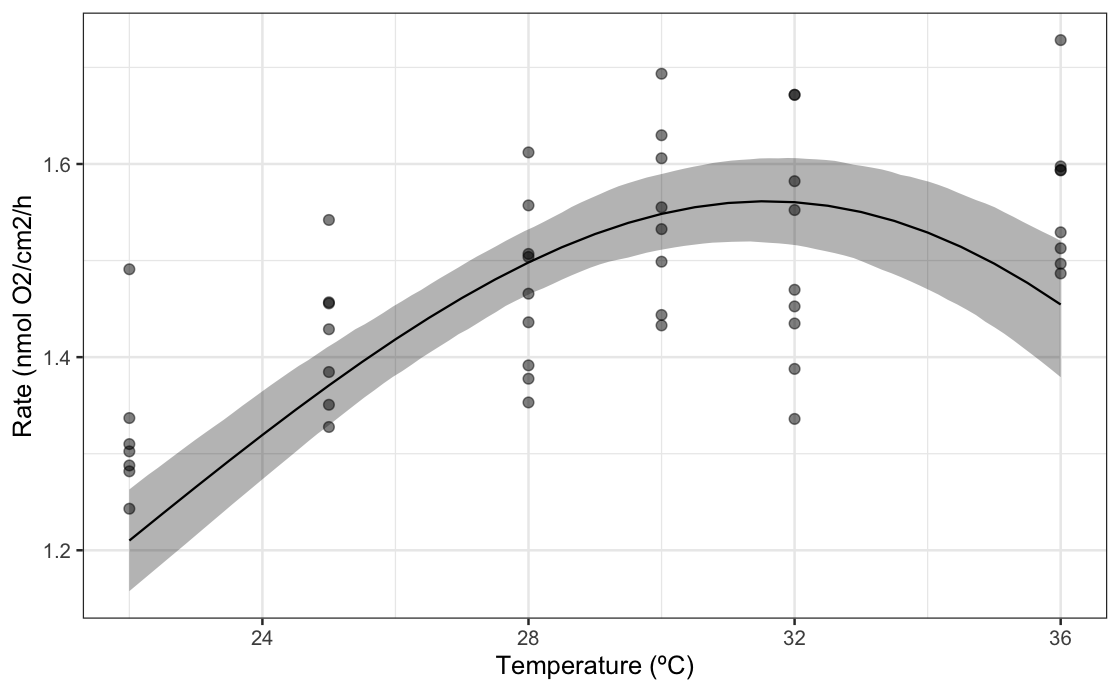 1.6
1.4
1.2
Rate (nmol O2/cm2/h
24 28 32 36
Temperature (ºC)